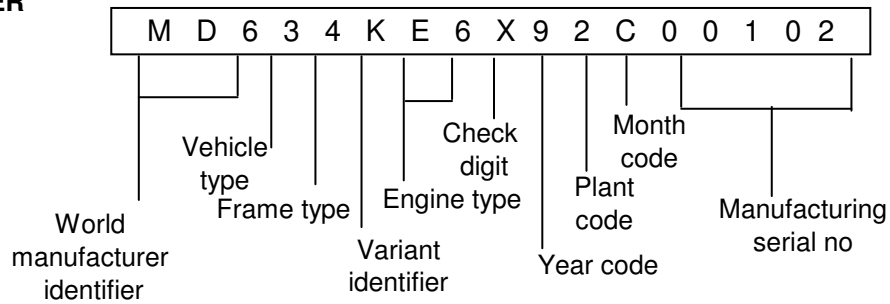 ER
M D 6 3 4 K E 6 X 9 2 C 0 0 1 0 2
World
manufacturer
identifier
Vehicle
type
Frame type
Variant
identifier
Engine type
Check
digit
Year code
Plant
code
Month
code
Manufacturing
serial no